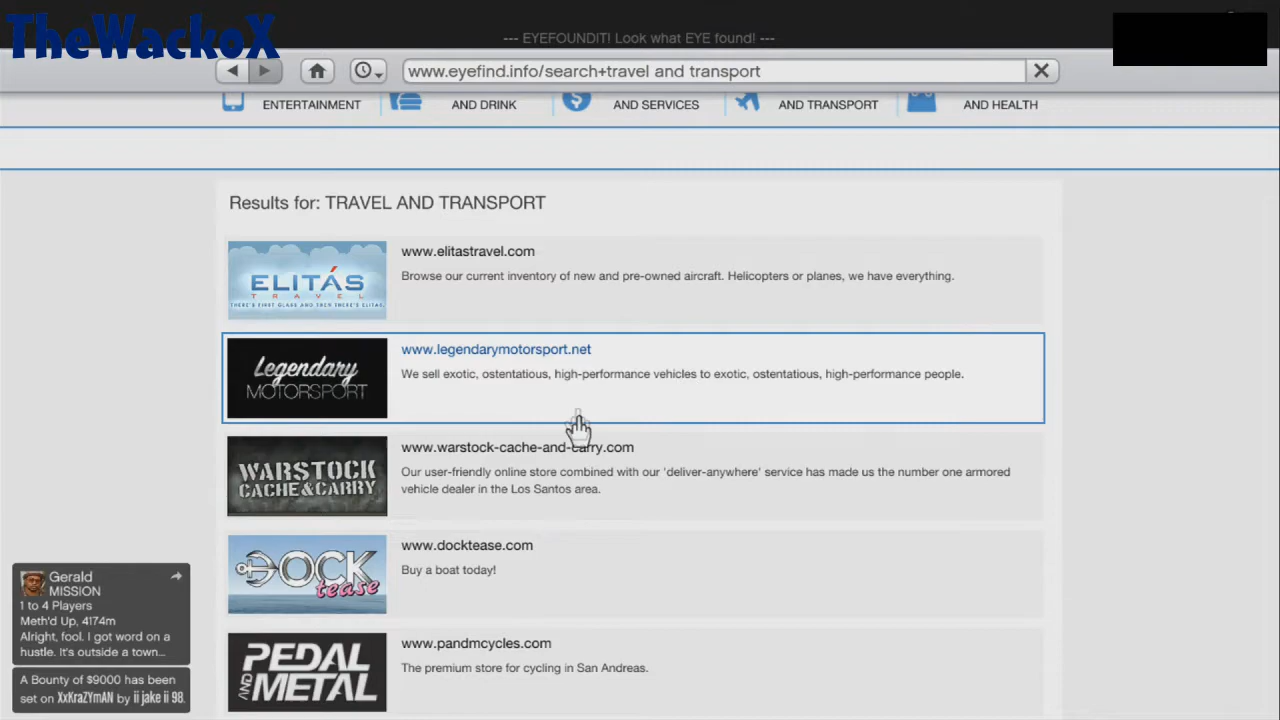 TheWackoX
--- EYEFOUNDIT! Look what EYE found! ---
www.eyefind.info/search+travel and transport
ENTERTAINMENT
AND DRINK
AND SERVICES
AND TRANSPORT
AND HEALTH
Results for: TRAVEL AND TRANSPORT
ELITÁS
TRAVEL
THERE'S FIRST CLASS AND THEN THERE'S ELITAS.
www.elitastravel.com
Browse our current inventory of new and pre-owned aircraft. Helicopters or planes, we have everything.
Legendary
MOTORSPORT
www.legendarymotorsport.net
We sell exotic, ostentatious, high-performance vehicles to exotic, ostentatious, high-performance people.
WARSTOCK
CACHE&CARRY
www.warstock-cache-and-carry.com
Our user-friendly online store combined with our 'deliver-anywhere' service has made us the number one armored
vehicle dealer in the Los Santos area.
DOCK
tease
www.docktease.com
Buy a boat today!
PEDAL
AND METAL
www.pandmcycles.com
The premium store for cycling in San Andreas.
Gerald
MISSION
1 to 4 Players
Meth'd Up, 4174m
Alright, fool. I got word on a
hustle. It's outside a town...
A Bounty of $9000 has been
set on XxKraZYmAN by ii jake ii 98.